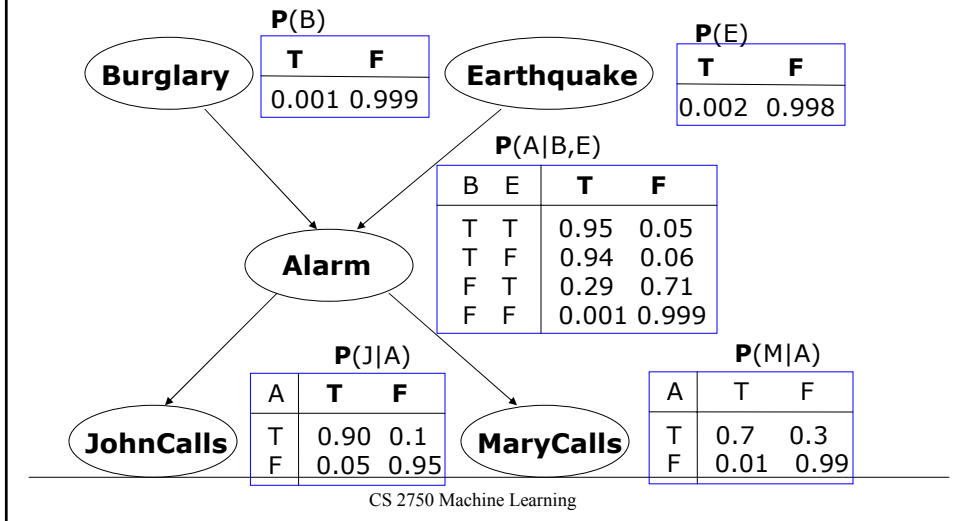 P(B)
T F
0.001 0.999
Burglary
Earthquake
P(E)
T F
0.002 0.998
P(A|B,E)
B E T F
T T 0.95 0.05
T F 0.94 0.06
F T 0.29 0.71
F F 0.001 0.999
Alarm
P(J|A)
A T F
T 0.90 0.1
F 0.05 0.95
P(M|A)
A T F
T 0.7 0.3
F 0.01 0.99
JohnCalls
MaryCalls
CS 2750 Machine Learning